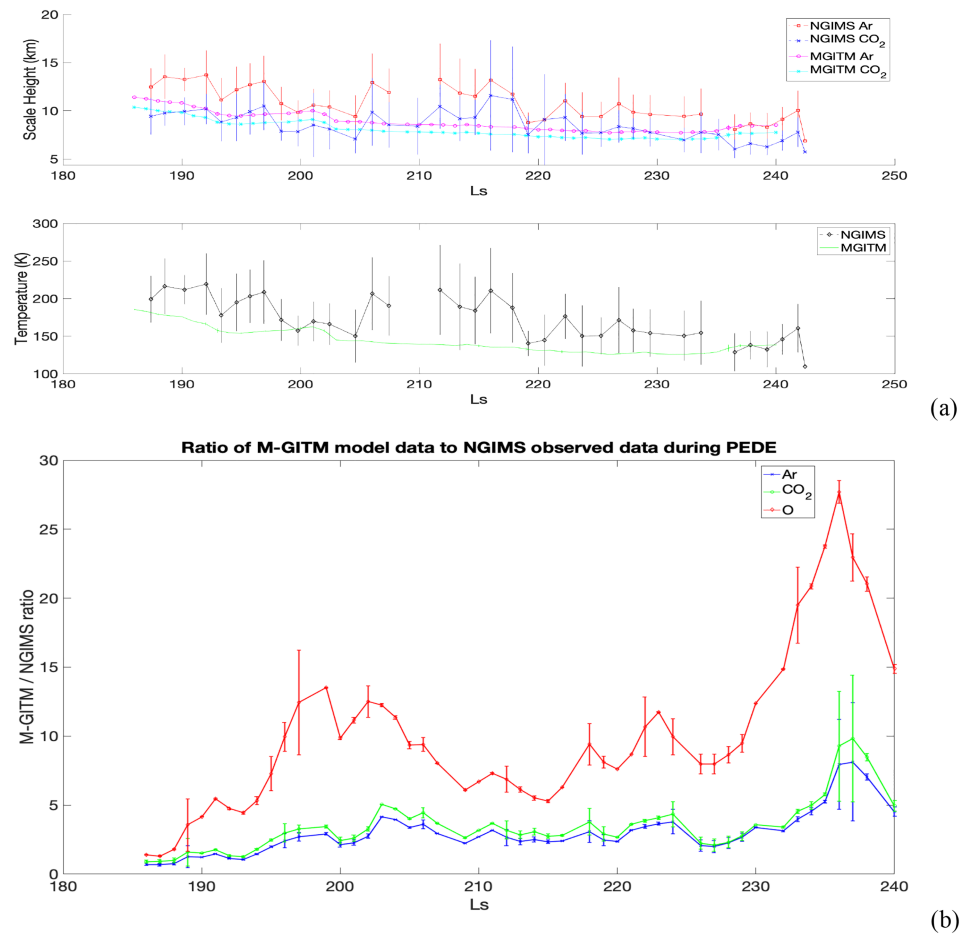 20
15
10
5
Scale Height (km)
NGIMS Ar
NGIMS CO2
MGITM Ar
MGITM CO2
180 190 200 210 220 230 240 250
Ls
300
250
200
150
100
Temperature (K)
NGIMS
MGITM
180 190 200 210 220 230 240 250
Ls
(a)
Ratio of M-GITM model data to NGIMS observed data during PEDE
30
25
20
15
10
5
0
M-GITM / NGIMS ratio
Ar
CO2
O
180 190 200 210 220 230 240
Ls
(b)